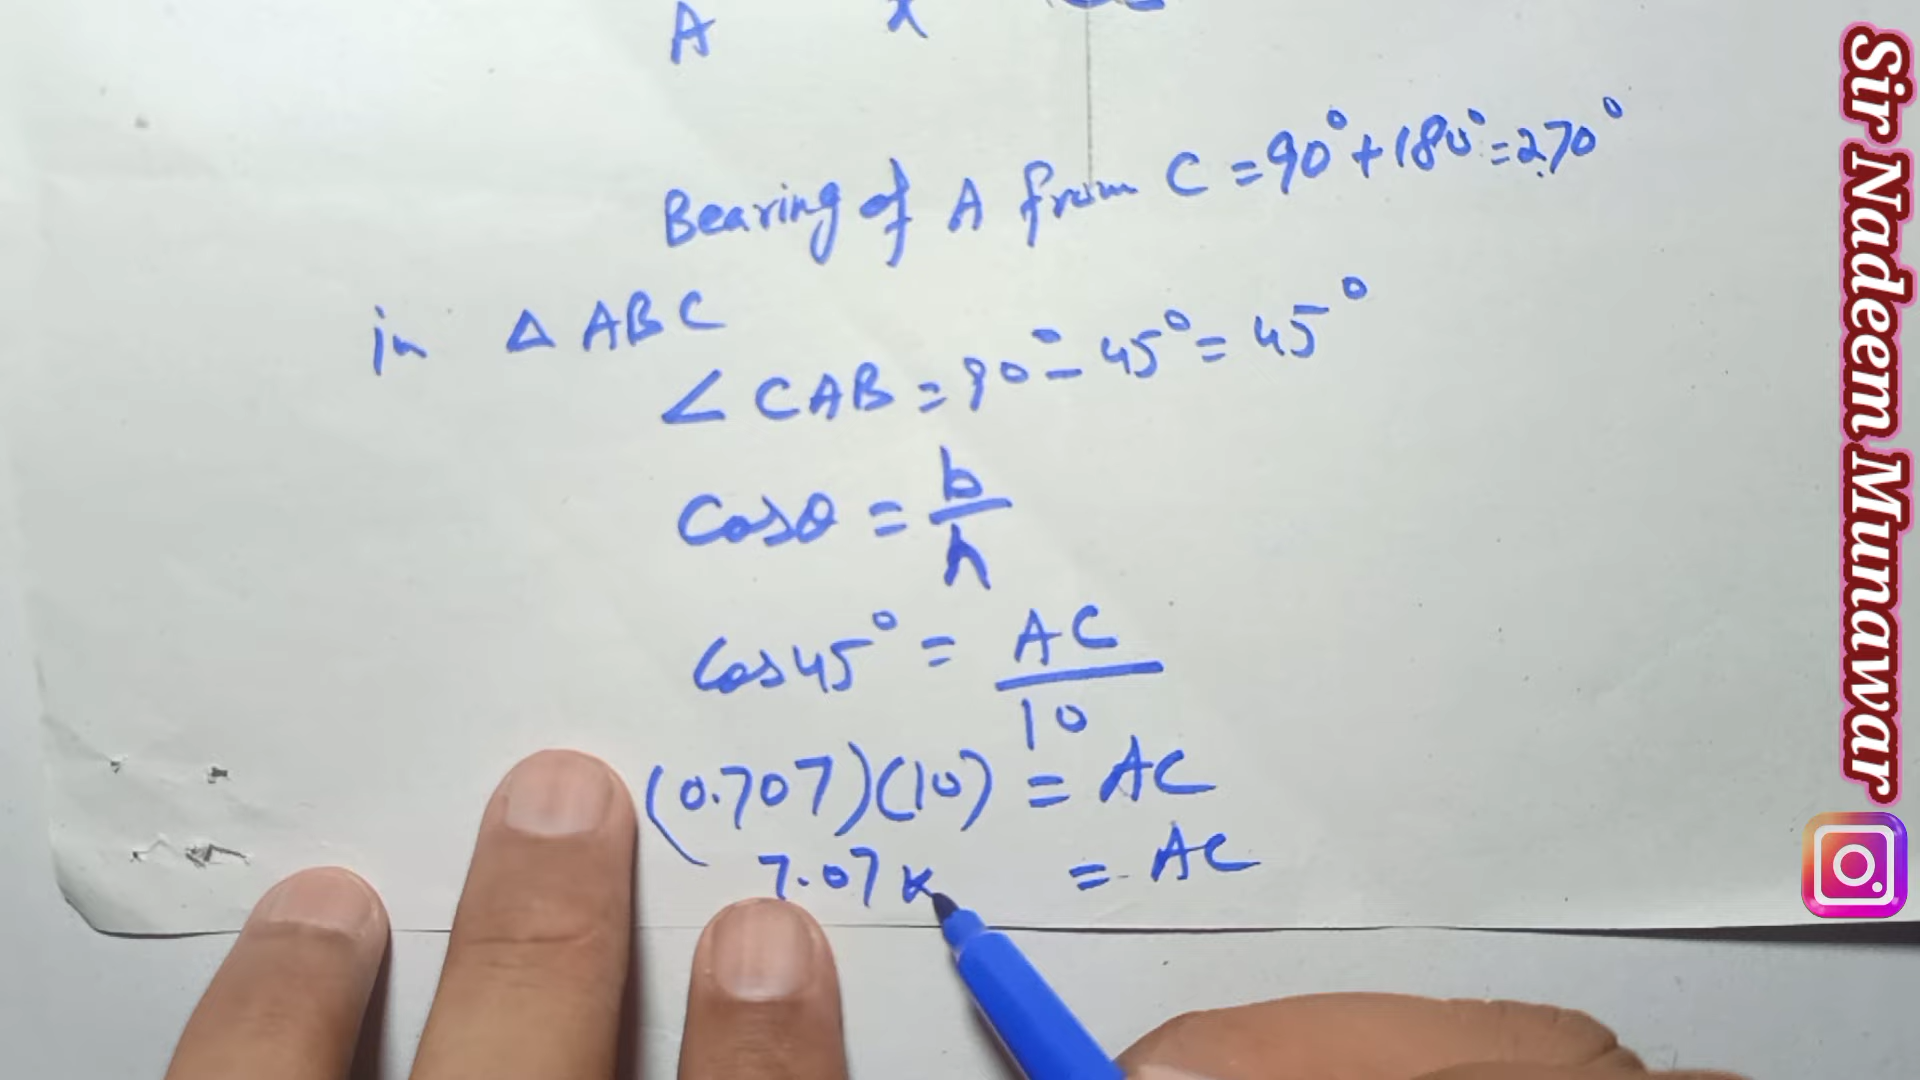 A x
Bearing of A from C = 90° + 180° = 270°
in △ ABC
∠ CAB = 90° - 45° = 45°
Cosθ = b/h
Cos45° = AC/10
(0.707)(10) = AC
7.07 k = AC
Sir Nadeem Munawar